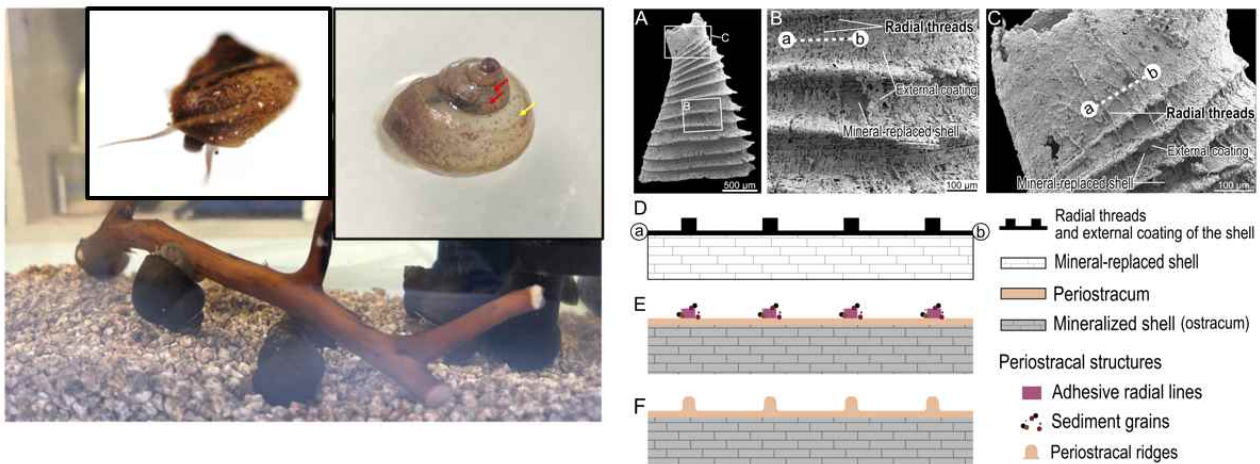 A
B
C
Radial threads
a
b
C
External coating
b
a
B
Radial threads
Mineral-replaced shell
External coating
Mineral-replaced shell
500 µm
100 µm
100 µm
D
a
b
Radial threads
and external coating of the shell
Mineral-replaced shell
E
Periostracum
Mineralized shell (ostracum)
Periostracal structures
Adhesive radial lines
F
Sediment grains
Periostracal ridges